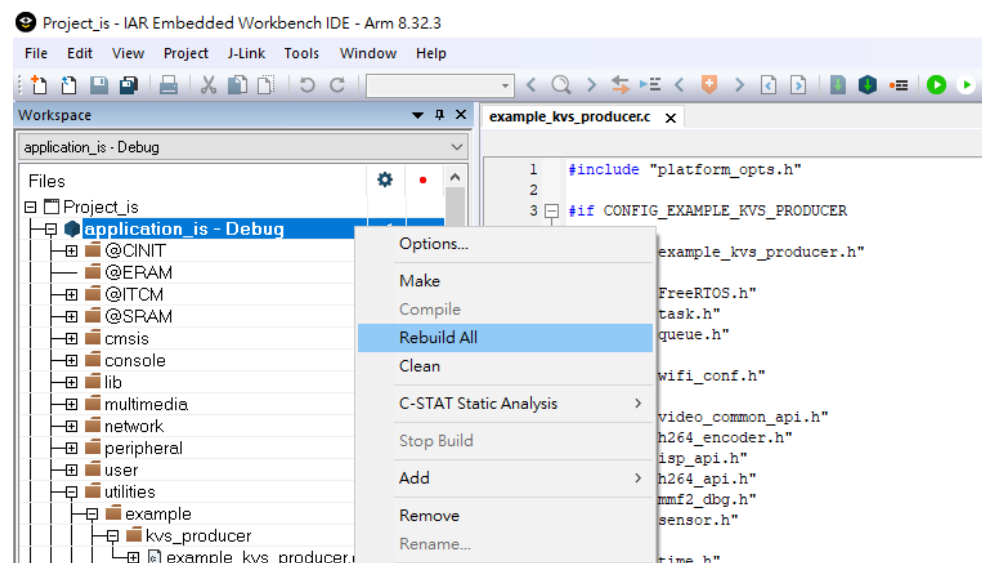 Project_is - IAR Embedded Workbench IDE - Arm 8.32.3
File Edit View Project J-Link Tools Window Help
Workspace
application_is - Debug
Files
Project_is
application_is - Debug
@CINIT
@ERAM
@ITCM
@SRAM
cmsis
console
lib
multimedia
network
peripheral
user
utilities
example
kvs_producer
example_kvs_producer.
Options...
Make
Compile
Rebuild All
Clean
C-STAT Static Analysis
Stop Build
Add
Remove
Rename...
example_kvs_producer.c
1 #include "platform_opts.h"
2
3 #if CONFIG_EXAMPLE_KVS_PRODUCER
example_kvs_producer.h"
FreeRTOS.h"
task.h"
queue.h"
wifi_conf.h"
video_common_api.h"
h264_encoder.h"
isp_api.h"
h264_api.h"
mmf2_dbg.h"
sensor.h"
time.h"